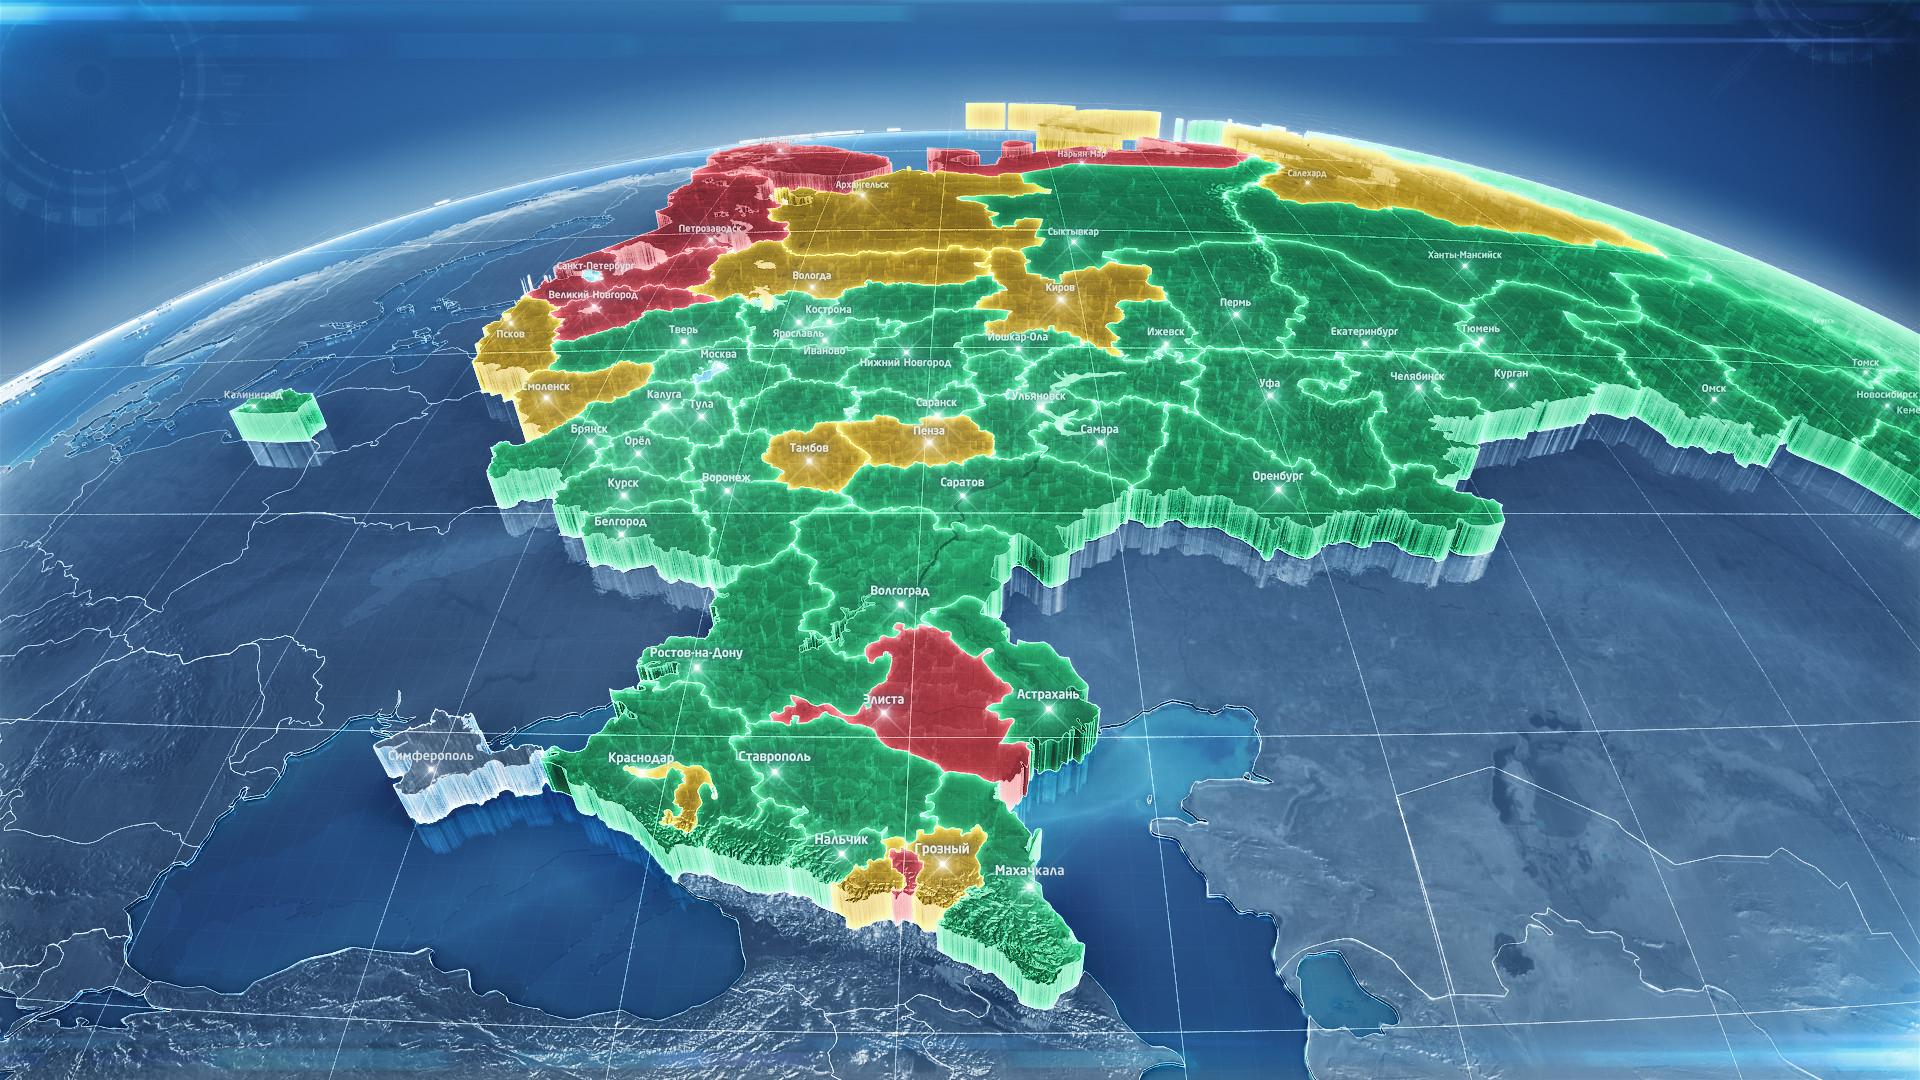 Нарьян-Мар
Салехард
Архангельск
Петрозаводск
Сыктывкар
Ханты-Мансийск
Санкт-Петербург
Вологда
Киров
Великий Новгород
Пермь
Кострома
Псков
Тверь
Ярославль
Йошкар-Ола
Ижевск
Екатеринбург
Тюмень
Москва
Иваново
Нижний Новгород
Томск
Смоленск
Уфа
Челябинск
Курган
Омск
Калининград
Калуга
Тула
Саранск
Ульяновск
Новосибирск
Кеме
Брянск
Орёл
Тамбов
Пенза
Самара
Курск
Воронеж
Саратов
Оренбург
Белгород
Волгоград
Ростов-на-Дону
Элиста
Астрахань
Симферополь
Краснодар
Ставрополь
Нальчик
Грозный
Махачкала